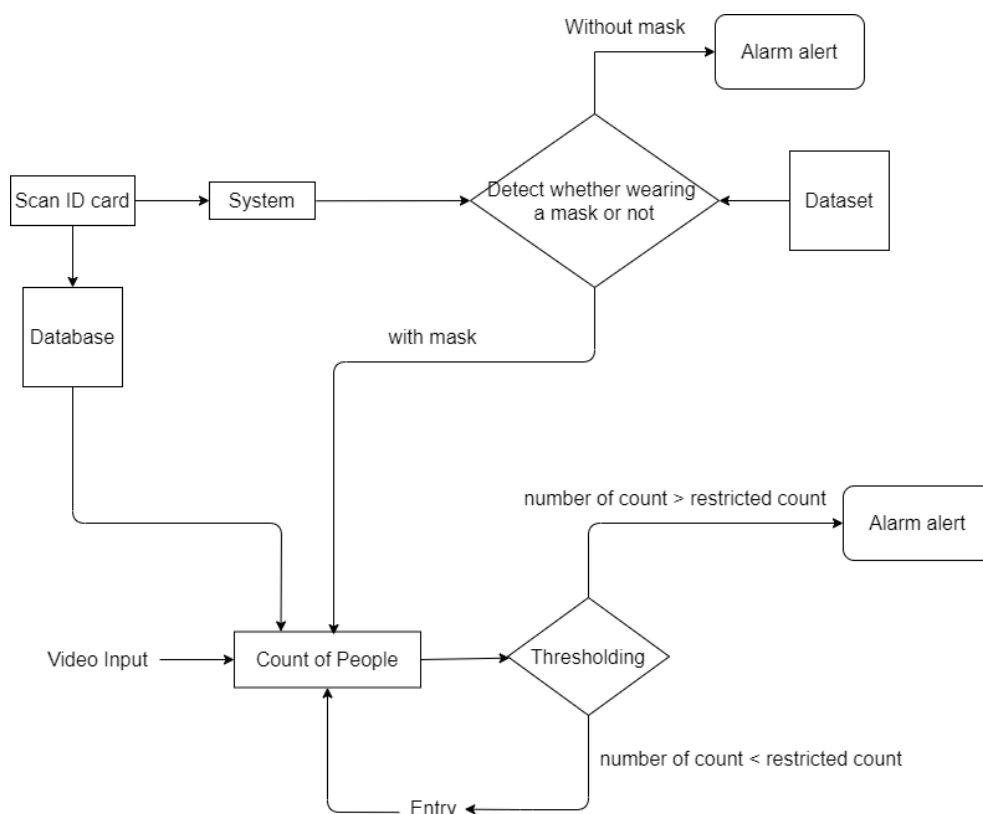 Without mask
Alarm alert
Scan ID card
System
Detect whether wearing
a mask or not
Dataset
Database
with mask
number of count > restricted count
Alarm alert
Video Input
Count of People
Thresholding
number of count < restricted count
Entry